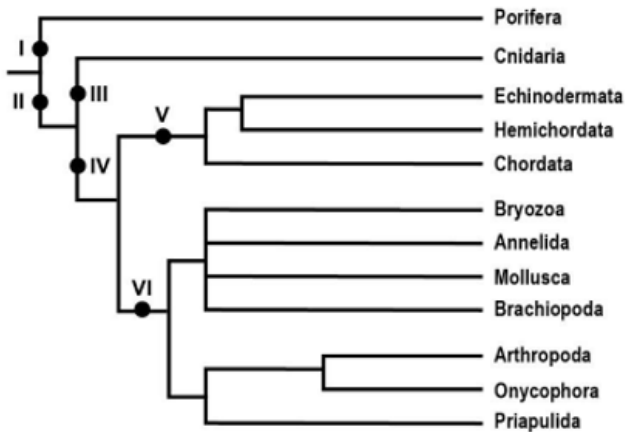 Porifera
I
Cnidaria
II
III
Echinodermata
V
Hemichordata
Chordata
IV
Bryozoa
Annelida
Mollusca
VI
Brachiopoda
Arthropoda
Onycophora
Priapulida